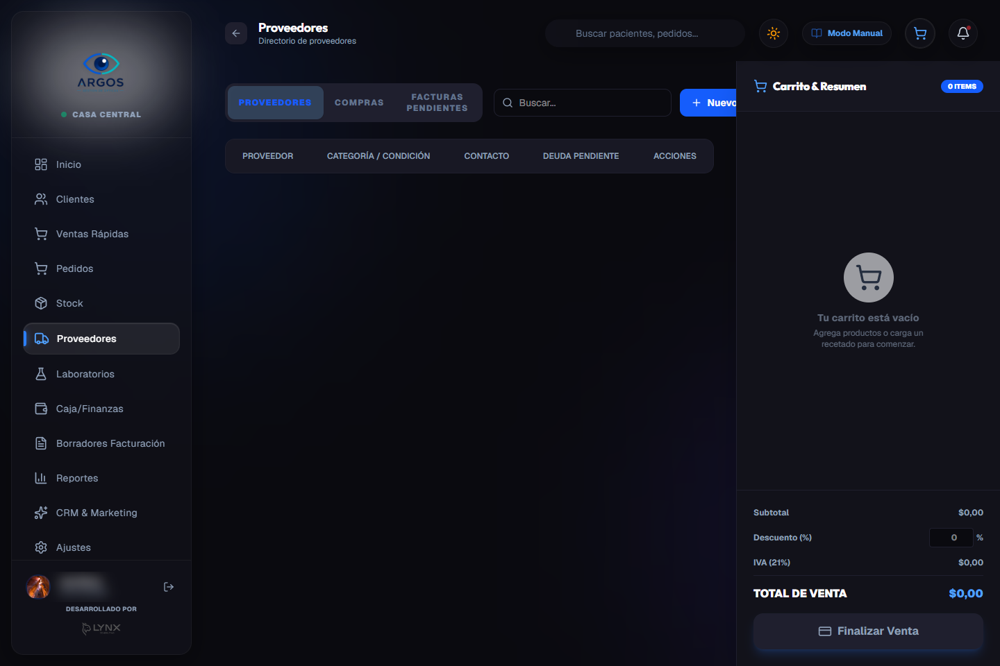 ARGOS
CASA CENTRAL
Inicio
Clientes
Ventas Rápidas
Pedidos
Stock
Proveedores
Laboratorios
Caja/Finanzas
Borradores Facturación
Reportes
CRM & Marketing
Ajustes
DESARROLLADO POR
LYNX
Proveedores
Directorio de proveedores
Buscar pacientes, pedidos...
Modo Manual
PROVEEDORES
COMPRAS
FACTURAS
PENDIENTES
Buscar...
Nuevo
PROVEEDOR
CATEGORÍA / CONDICIÓN
CONTACTO
DEUDA PENDIENTE
ACCIONES
Carrito & Resumen
0 ITEMS
Tu carrito está vacío
Agrega productos o carga un
recetado para comenzar.
Subtotal
$0,00
Descuento (%)
0 %
IVA (21%)
$0,00
TOTAL DE VENTA
$0,00
Finalizar Venta